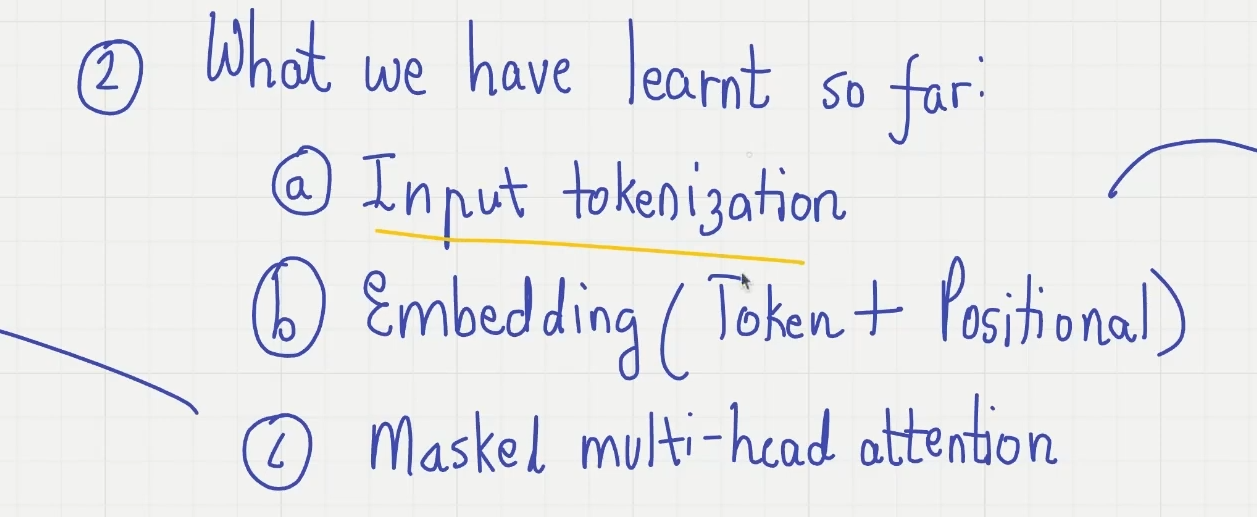 ② What we have learnt so far:
ⓐ Input tokenization
ⓑ Embedding (Token + Positional)
ⓒ Masked multi-head attention